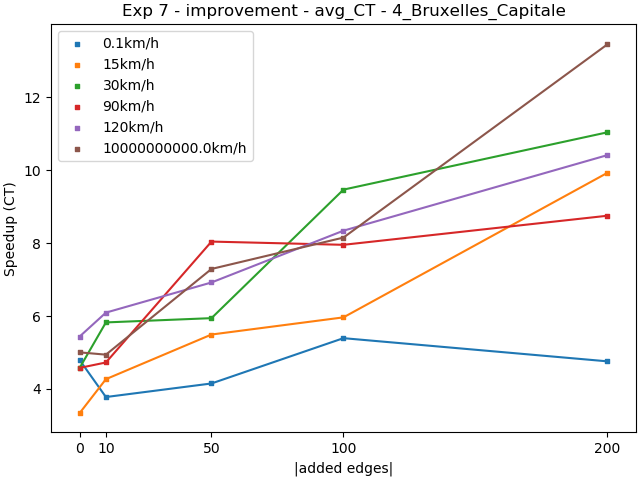 Exp 7 - improvement - avg_CT - 4_Bruxelles_Capitale
0.1km/h
15km/h
30km/h
90km/h
120km/h
10000000000.0km/h
Speedup (CT)
12
10
8
6
4
0 10 50 100 200
|added edges|